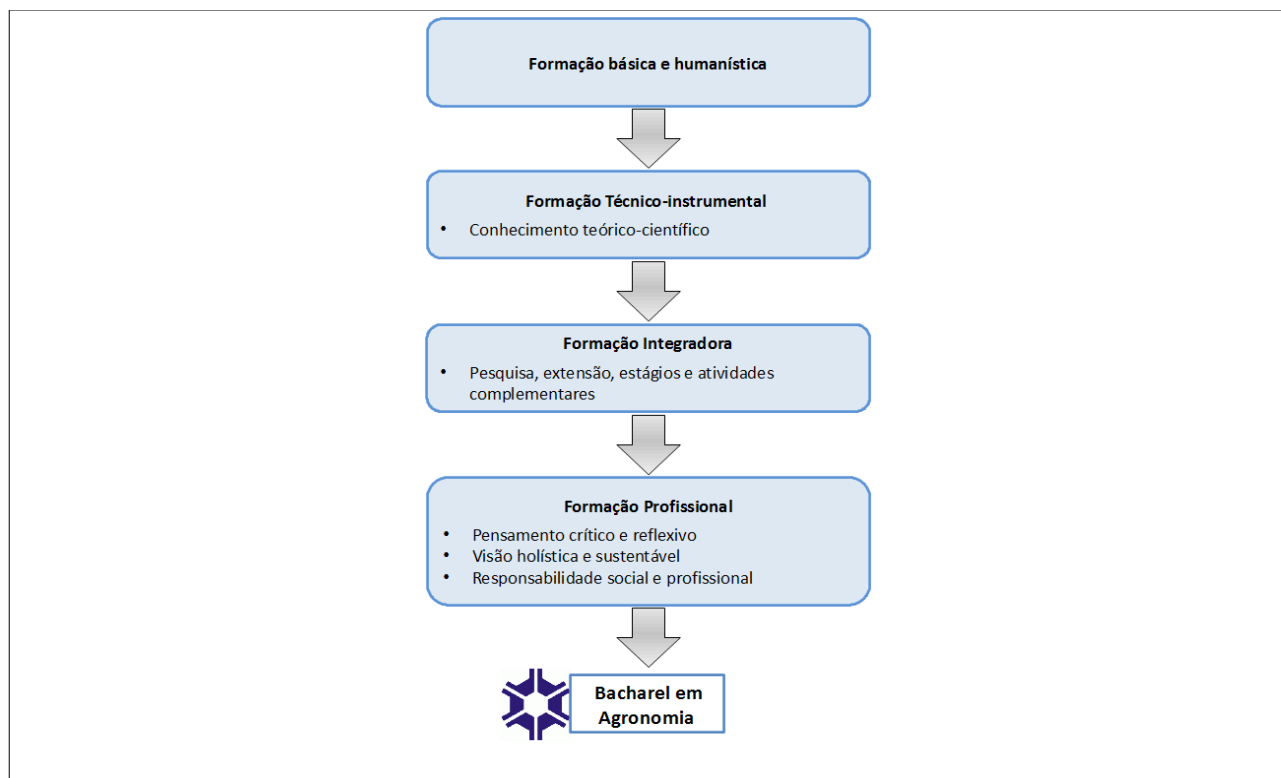 Formação básica e humanística
Formação Técnico-instrumental
• Conhecimento teórico-científico
Formação Integradora
• Pesquisa, extensão, estágios e atividades
complementares
Formação Profissional
• Pensamento crítico e reflexivo
• Visão holística e sustentável
• Responsabilidade social e profissional
Bacharel em
Agronomia